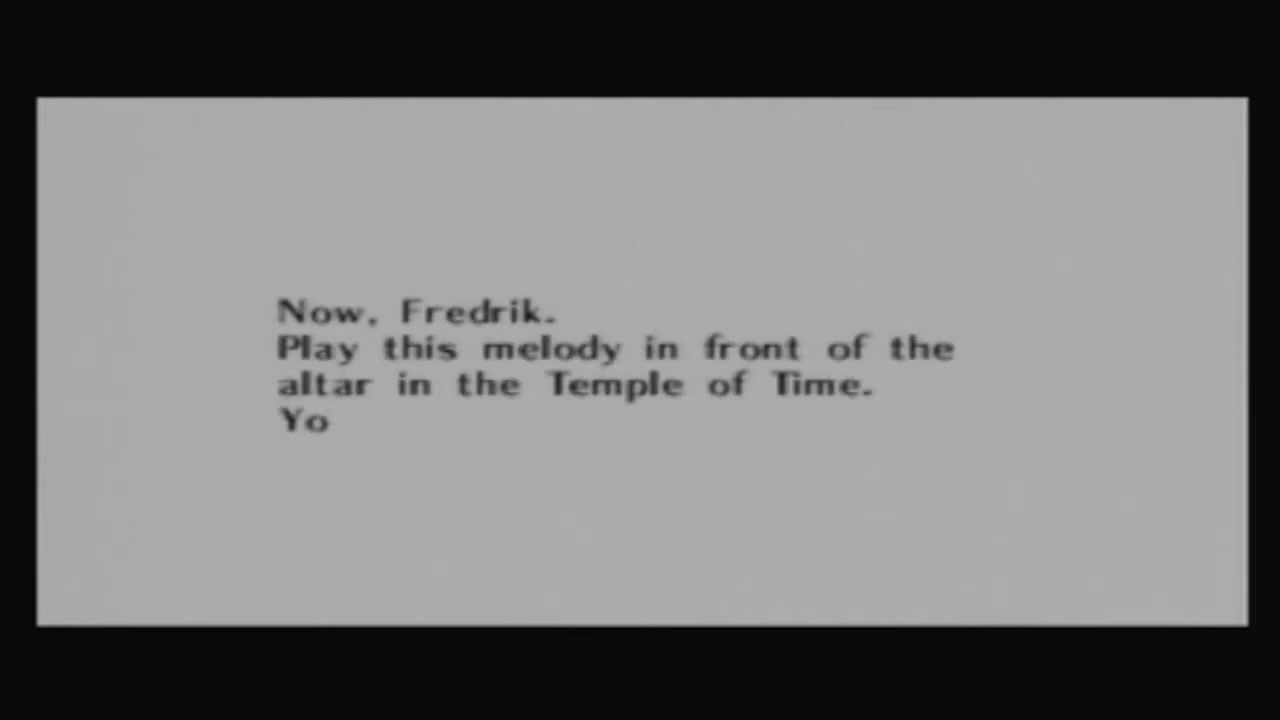 Now, Fredrik.
Play this melody in front of the
altar in the Temple of Time.
Yo